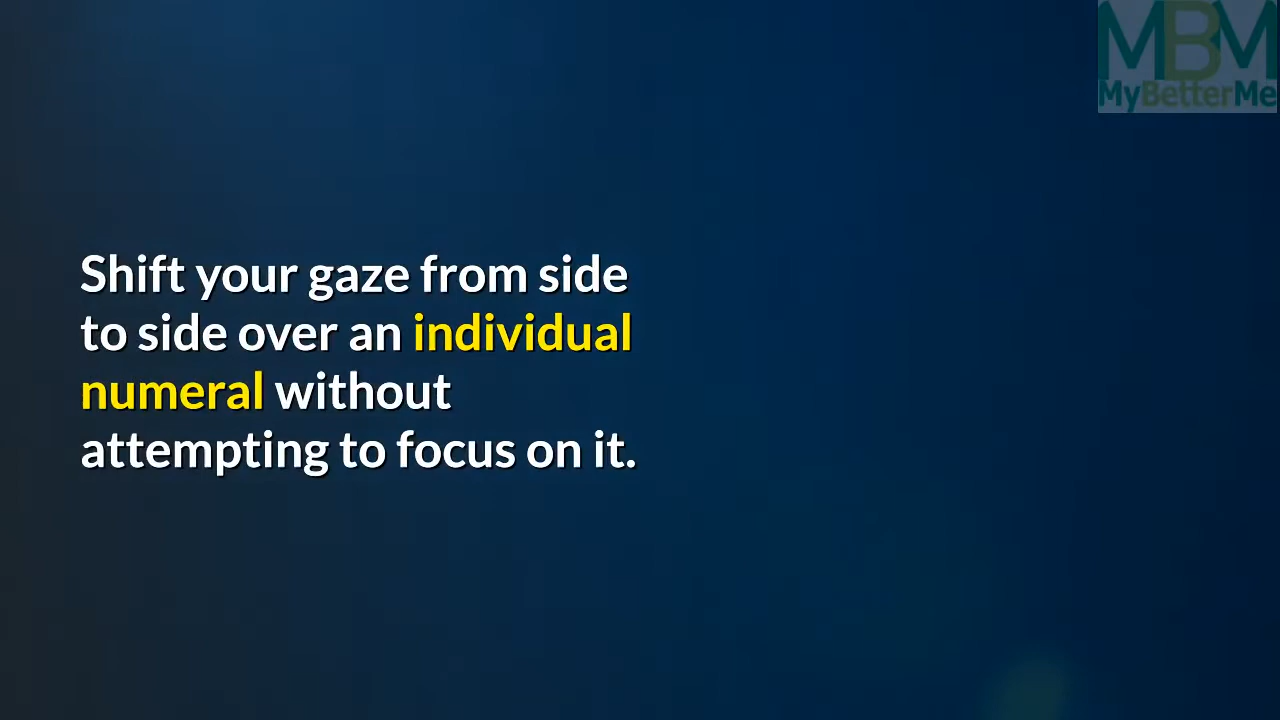 MBM
MyBetterMe
Shift your gaze from side
to side over an individual
numeral without
attempting to focus on it.